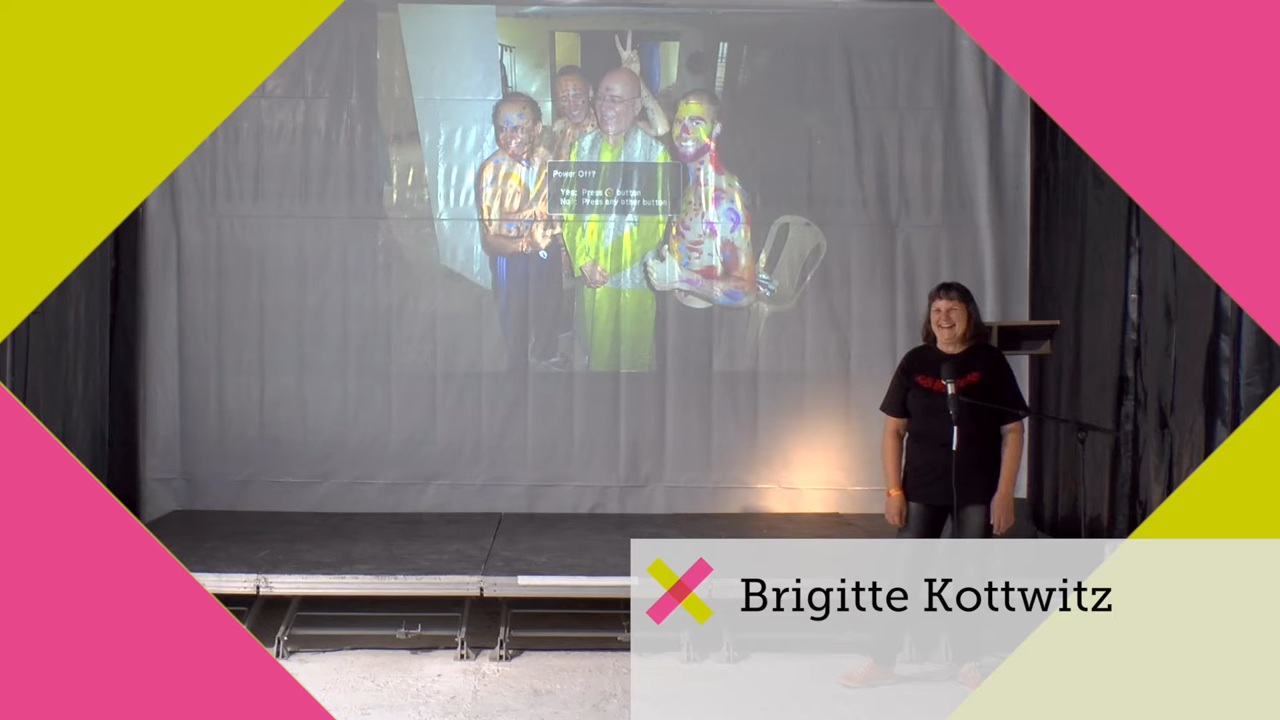 Power Off?
Yes: Press button
No : Press any other button
Brigitte Kottwitz